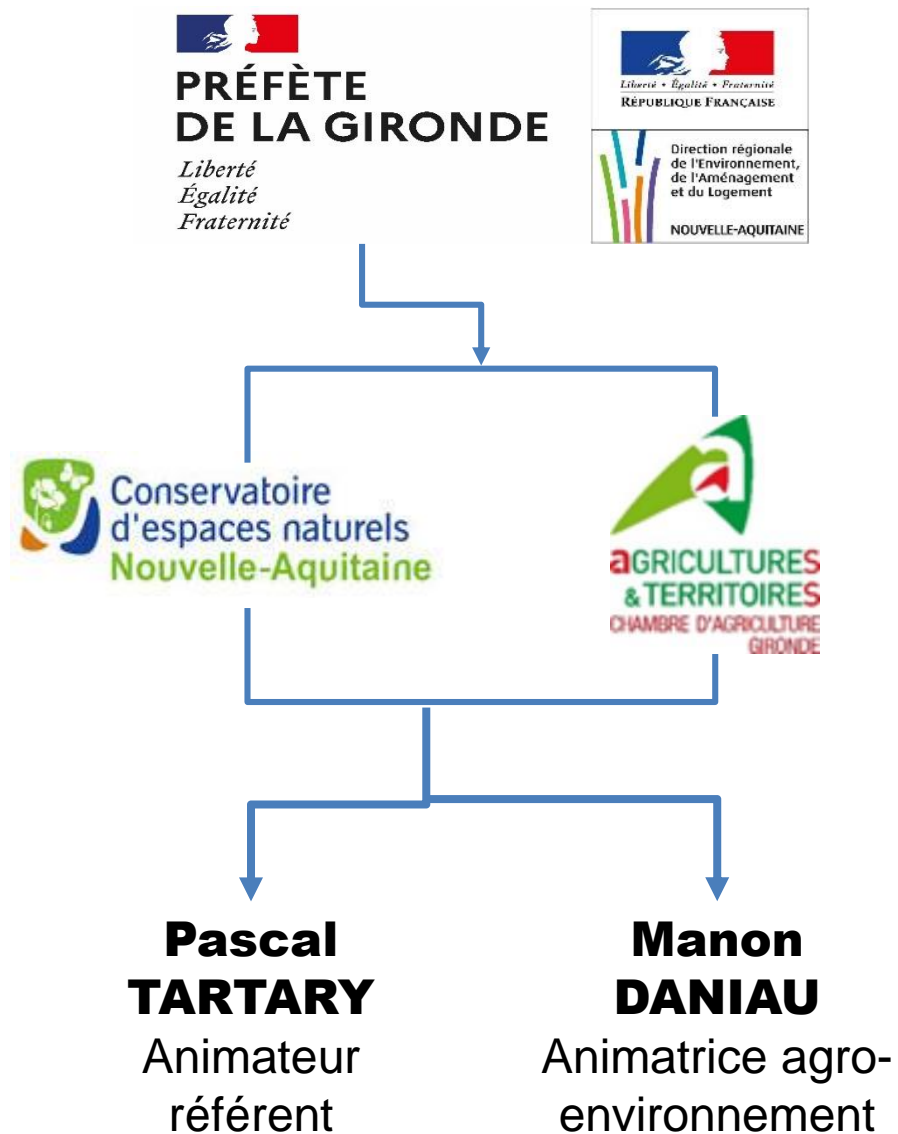 PRÉFÈTE
DE LA GIRONDE
Liberté
Égalité
Fraternité
Liberté • Égalité • Fraternité
RÉPUBLIQUE FRANÇAISE
Direction régionale
de l'Environnement,
de l'Aménagement
et du Logement
NOUVELLE-AQUITAINE
Conservatoire
d'espaces naturels
Nouvelle-Aquitaine
a
aGRICULTURES
& TERRITOIRES
CHAMBRE D'AGRICULTURE
GIRONDE
Pascal
TARTARY
Animateur
référent
Manon
DANIAU
Animatrice agro-
environnement